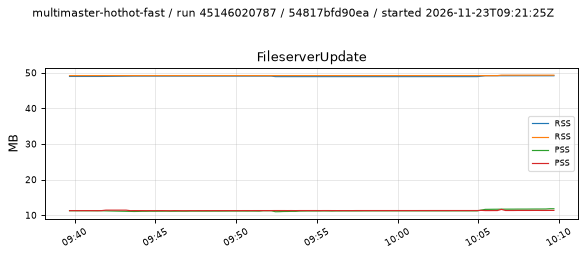 multimaster-hothot-fast / run 45146020787 / 54817bfd90ea / started 2026-11-23T09:21:25Z
FileserverUpdate
MB
50
40
30
20
10
RSS
RSS
PSS
PSS
09:40
09:45
09:50
09:55
10:00
10:05
10:10